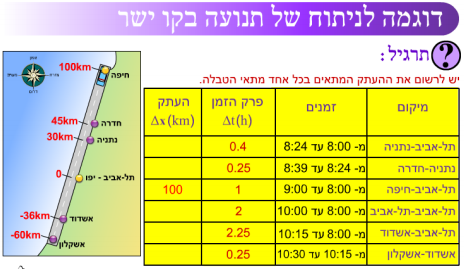 דוגמה לניתוח של תנועה בקו ישר
? תרגיל:
יש לרשום את ההעתק המתאים בכל אחד מתאי הטבלה.
מיקום זמנים פרק הזמן Δt(h) העתק Δx(km)
תל-אביב-נתניה מ- 8:00 עד 8:24 0.4
נתניה-חדרה מ- 8:24 עד 8:39 0.25
תל-אביב-חיפה מ- 8:00 עד 9:00 1 100
תל-אביב-תל-אביב מ- 8:00 עד 10:00 2
תל-אביב-אשדוד מ- 8:00 עד 10:15 2.25
אשדוד-אשקלון מ- 10:15 עד 10:30 0.25
100km חיפה
45km חדרה
30km נתניה
0 תל-אביב - יפו
-36km אשדוד
-60km אשקלון